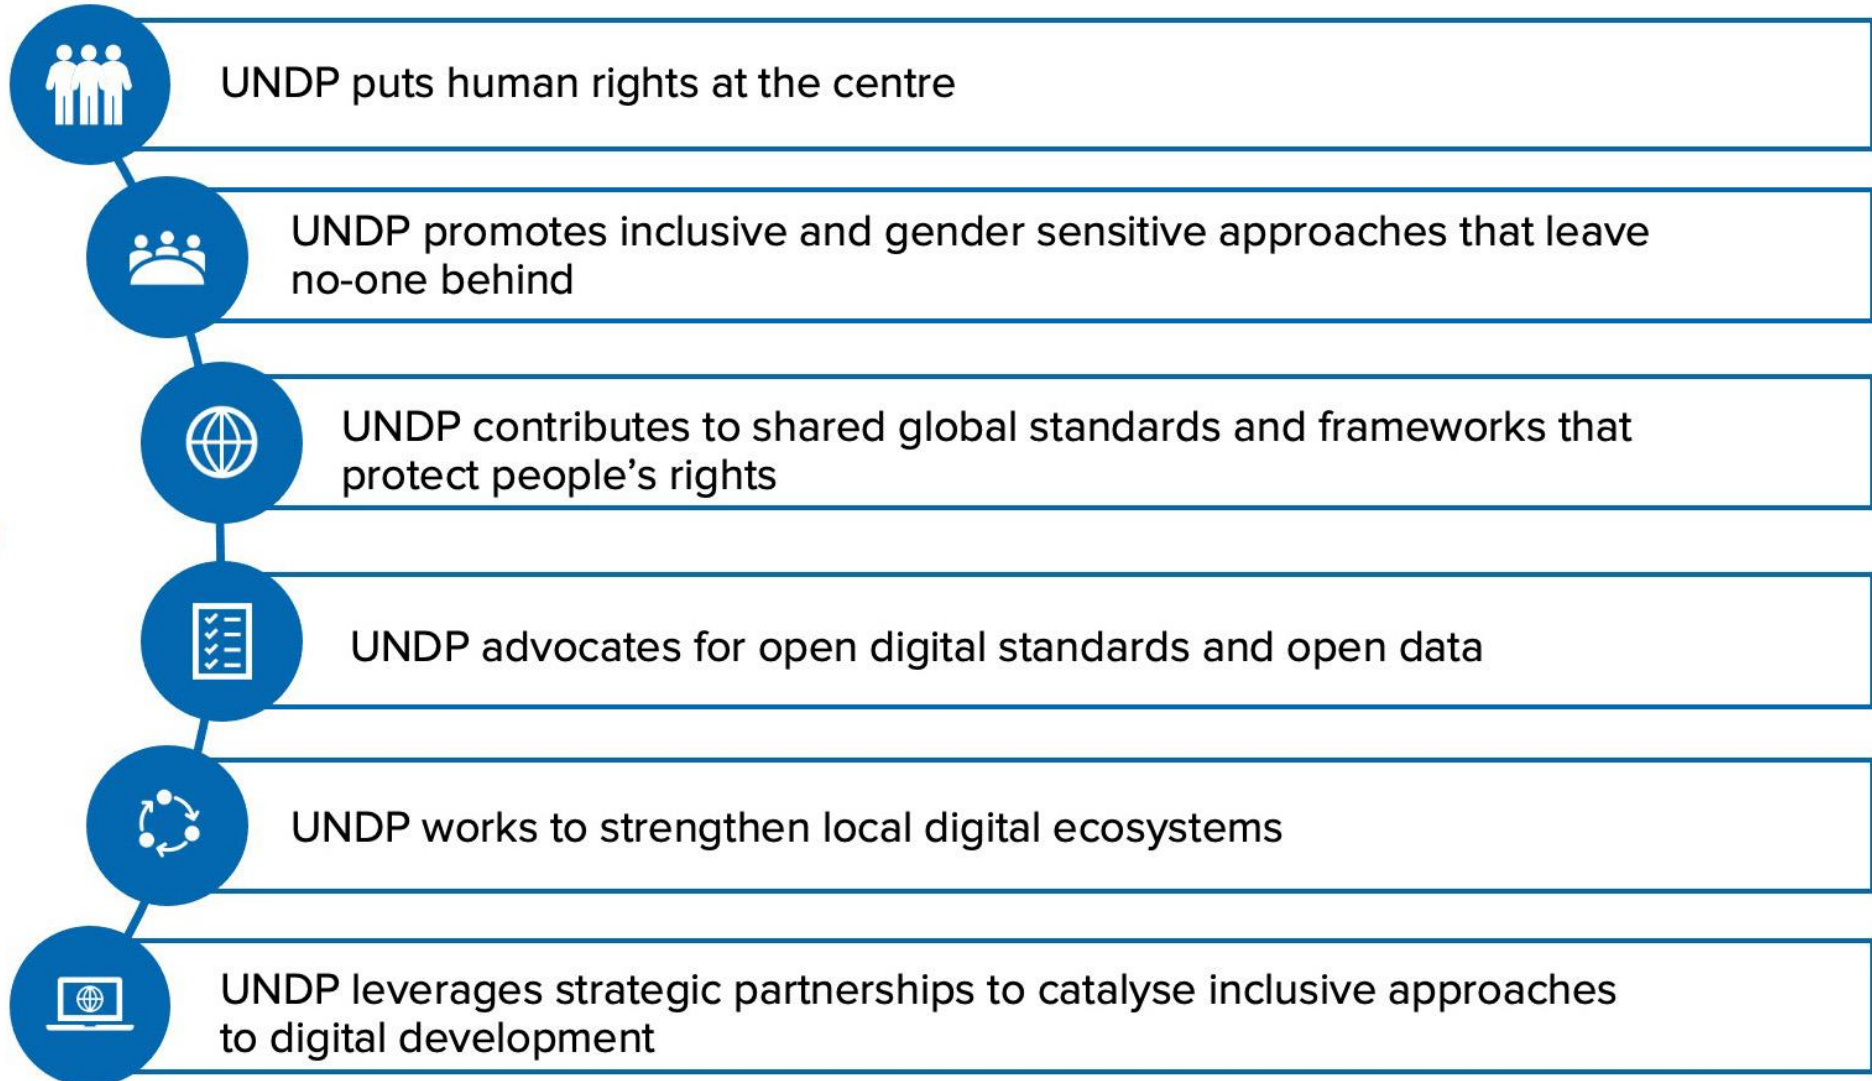 UNDP puts human rights at the centre
UNDP promotes inclusive and gender sensitive approaches that leave
no-one behind
UNDP contributes to shared global standards and frameworks that
protect people’s rights
UNDP advocates for open digital standards and open data
UNDP works to strengthen local digital ecosystems
UNDP leverages strategic partnerships to catalyse inclusive approaches
to digital development